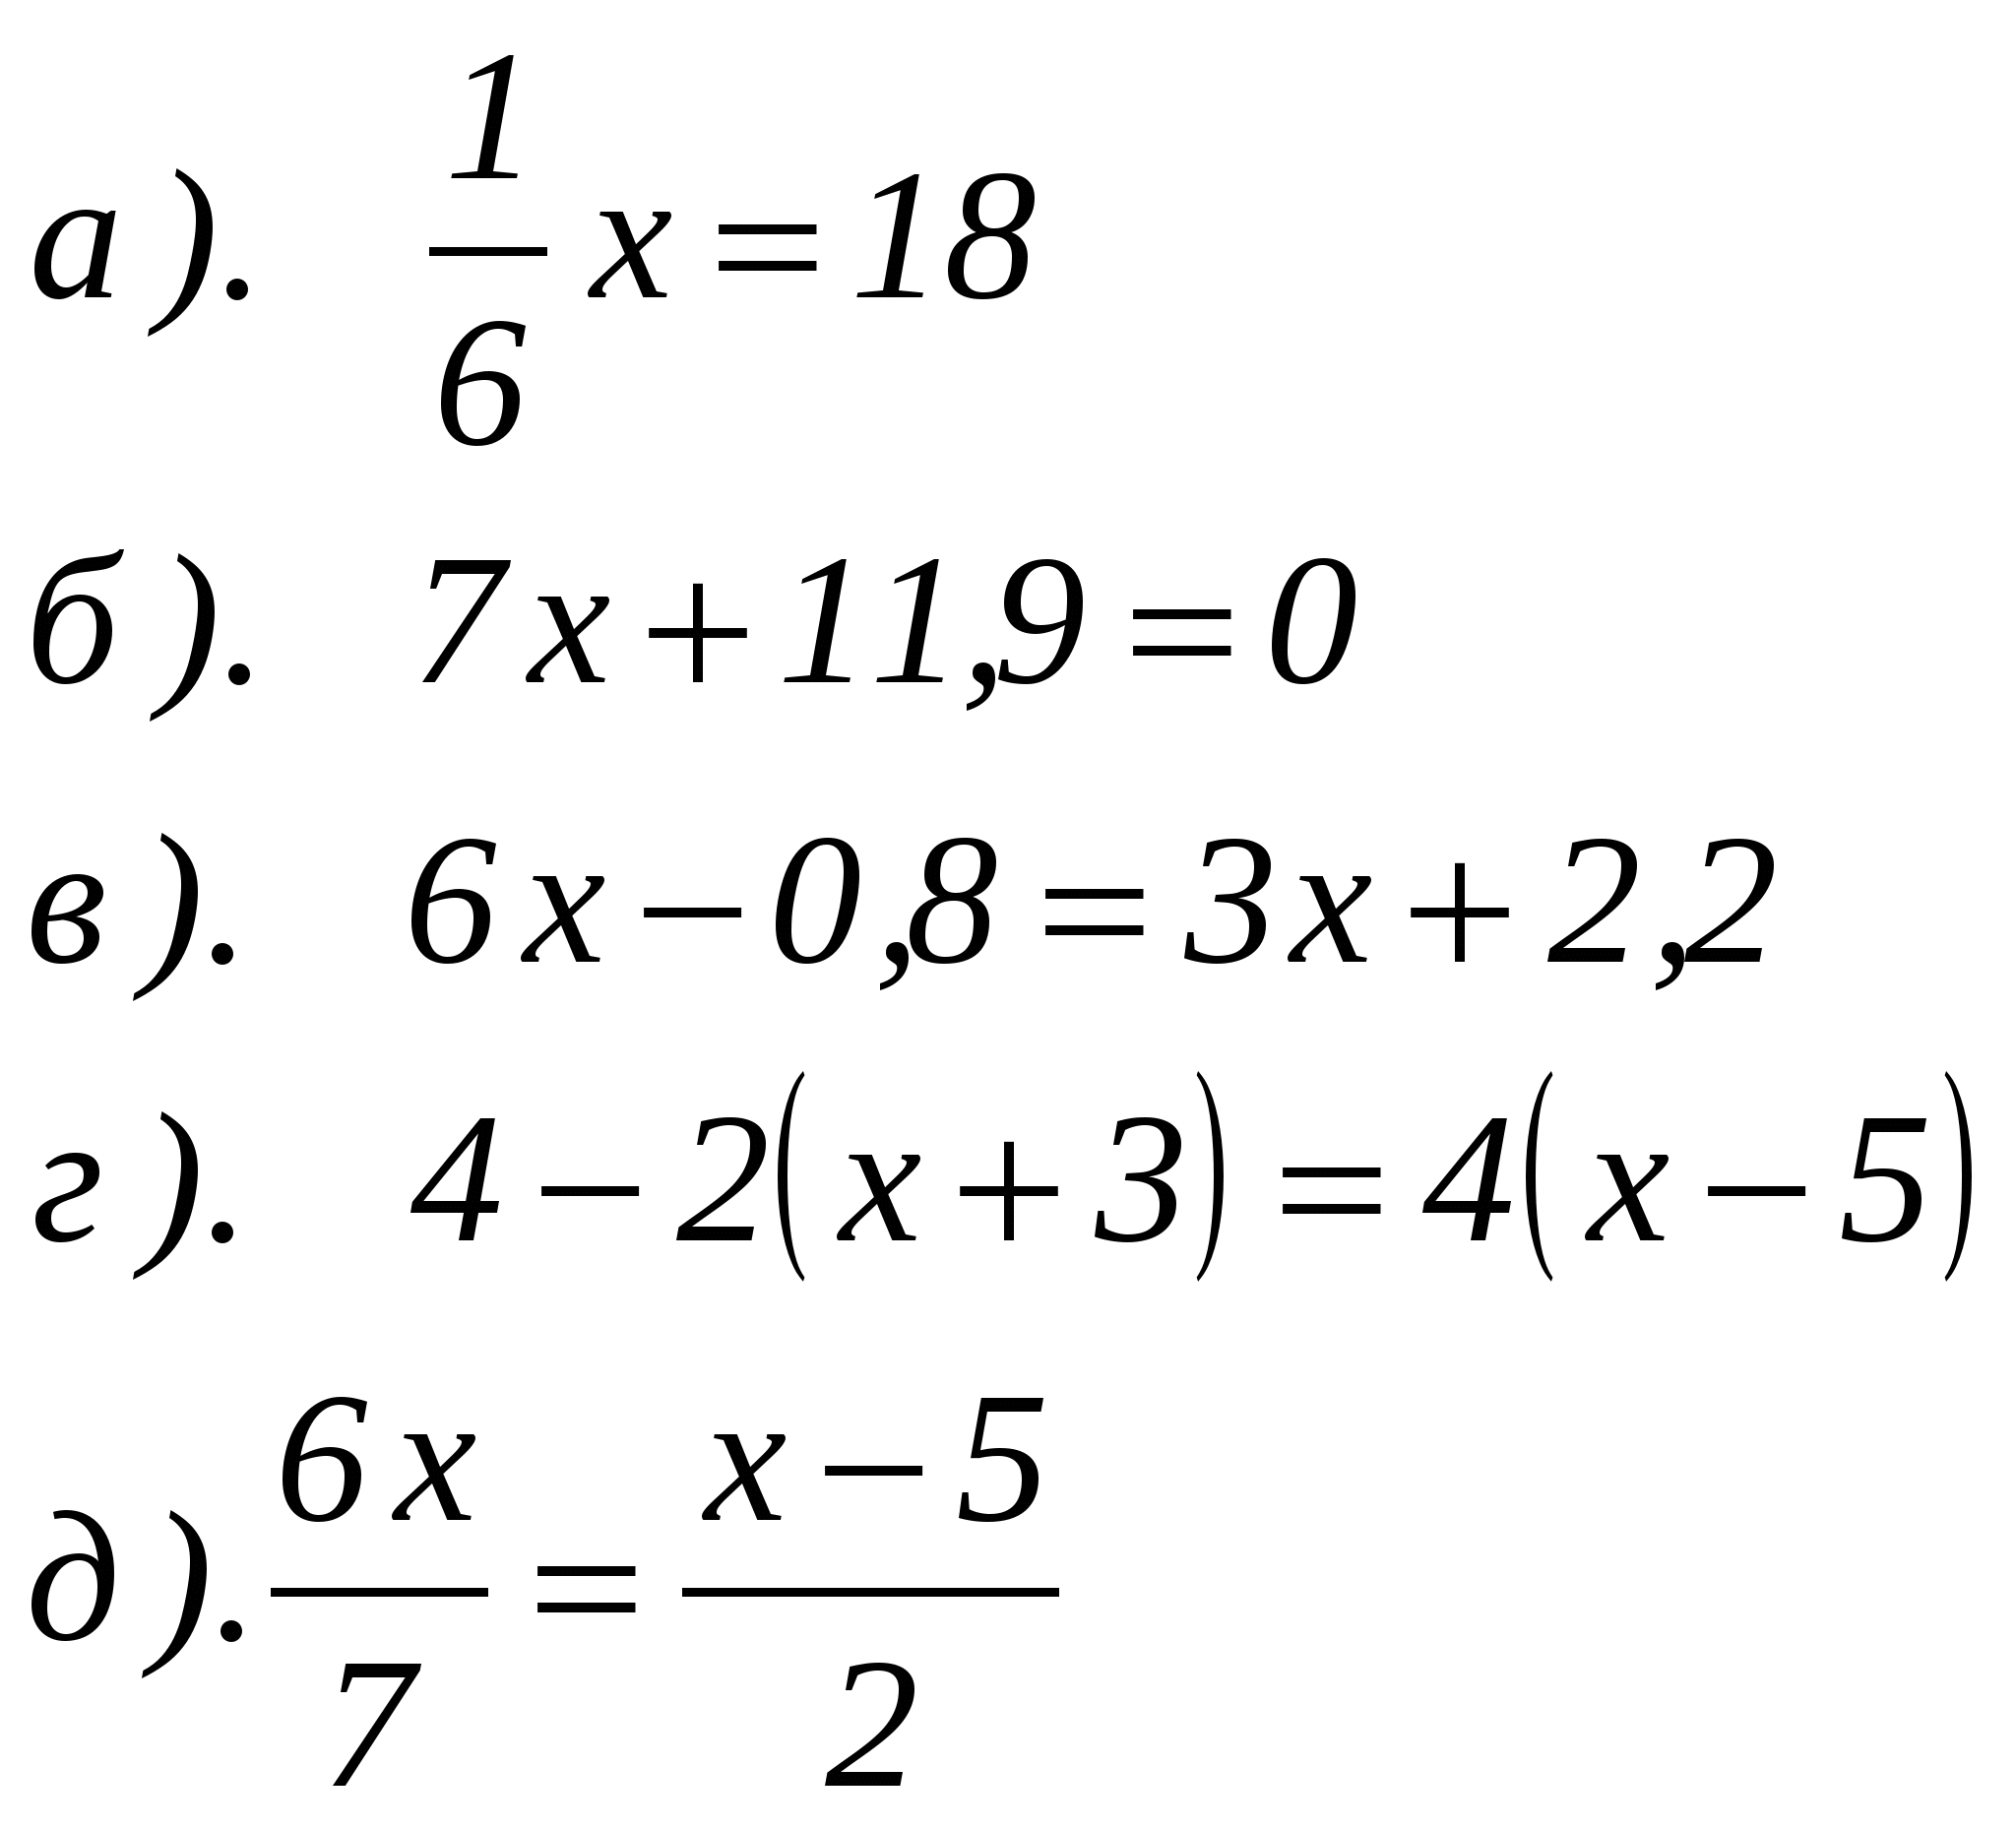 а). 1/6 x = 18
б). 7x + 11,9 = 0
в). 6x − 0,8 = 3x + 2,2
г). 4 − 2(x + 3) = 4(x − 5)
д). 6x/7 = (x − 5)/2